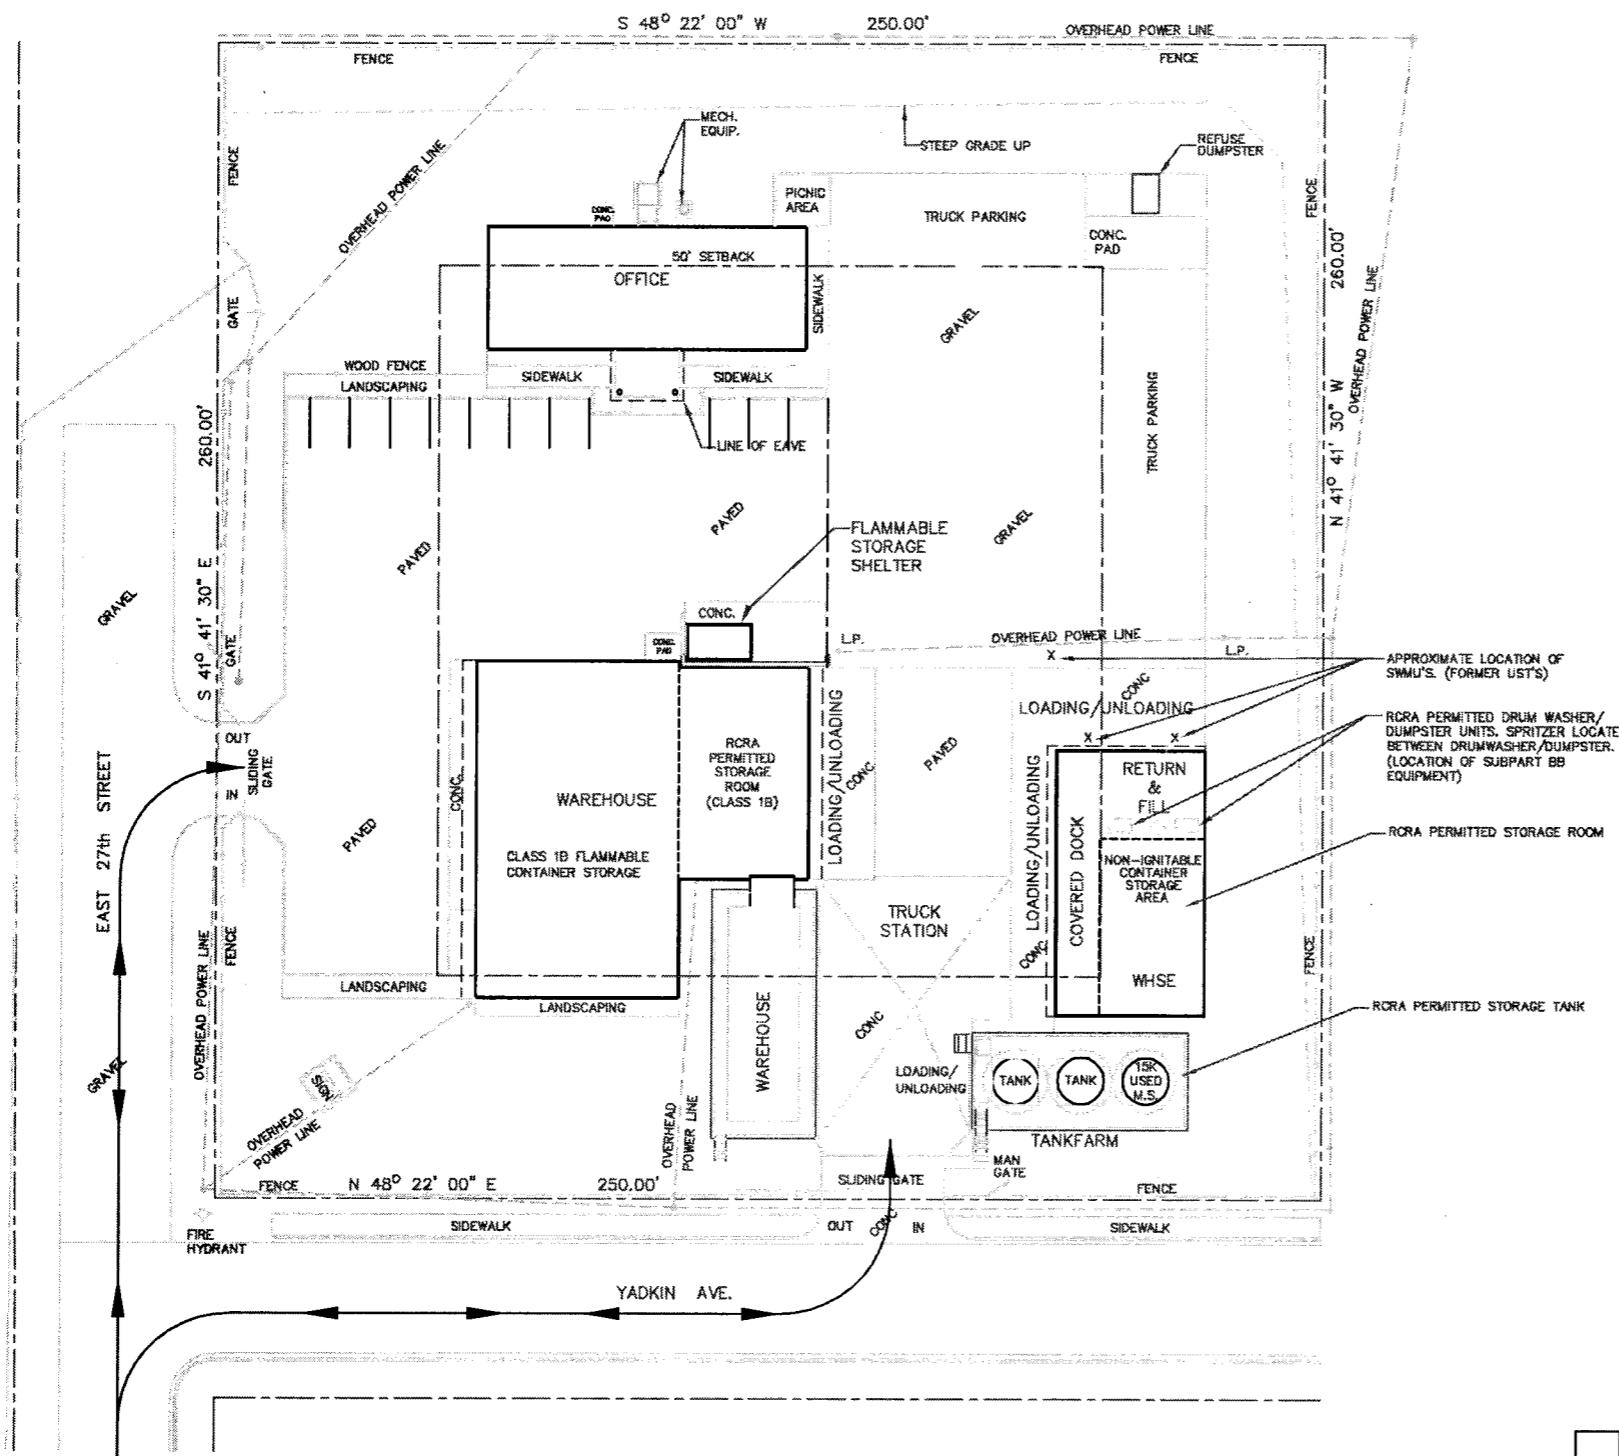 S 48° 22' 00" W 250.00'
OVERHEAD POWER LINE
FENCE
FENCE
MECH.
EQUIP.
STEEP GRADE UP
REFUSE
DUMPSTER
FENCE
OVERHEAD POWER LINE
CONC.
PAD
PICNIC
AREA
TRUCK PARKING
CONC.
PAD
FENCE
50' SETBACK
OFFICE
SIDEWALK
GATE
GRAVEL
260.00'
OVERHEAD POWER LINE
WOOD FENCE
LANDSCAPING
SIDEWALK
SIDEWALK
LINE OF EAVE
TRUCK PARKING
N 41° 41' 30" W
260.00'
S 41° 41' 30" E
PAVED
PAVED
GRAVEL
FLAMMABLE
STORAGE
SHELTER
GRAVEL
CONC.
CONC.
PAD
GATE
L.P.
OVERHEAD POWER LINE
X
L.P.
APPROXIMATE LOCATION OF
SWMU'S. (FORMER UST'S)
CONC
LOADING/UNLOADING
X
X
RCRA PERMITTED DRUM WASHER/
DUMPSTER UNITS. SPRITZER LOCATE
BETWEEN DRUMWASHER/DUMPSTER.
(LOCATION OF SUBPART BB
EQUIPMENT)
OUT
SLIDING
GATE
IN
EAST 27th STREET
CONC.
WAREHOUSE
CLASS 1B FLAMMABLE
CONTAINER STORAGE
RCRA
PERMITTED
STORAGE
ROOM
(CLASS 1B)
LOADING/UNLOADING
CONC.
PAVED
LOADING/UNLOADING
CONC.
COVERED DOCK
RETURN
&
FILL
NON-IGNITABLE
CONTAINER
STORAGE
AREA
WHSE
RCRA PERMITTED STORAGE ROOM
PAVED
TRUCK
STATION
OVERHEAD POWER LINE
FENCE
FENCE
LANDSCAPING
LANDSCAPING
GRAVEL
SIGN
OVERHEAD
POWER LINE
WAREHOUSE
OVERHEAD
POWER LINE
CONC
LOADING/
UNLOADING
TANK
TANK
15K
USED
M.S.
RCRA PERMITTED STORAGE TANK
TANKFARM
MAN
GATE
FENCE
N 48° 22' 00" E 250.00'
SLIDING GATE
FENCE
FIRE
HYDRANT
SIDEWALK
OUT
CONC
IN
SIDEWALK
YADKIN AVE.